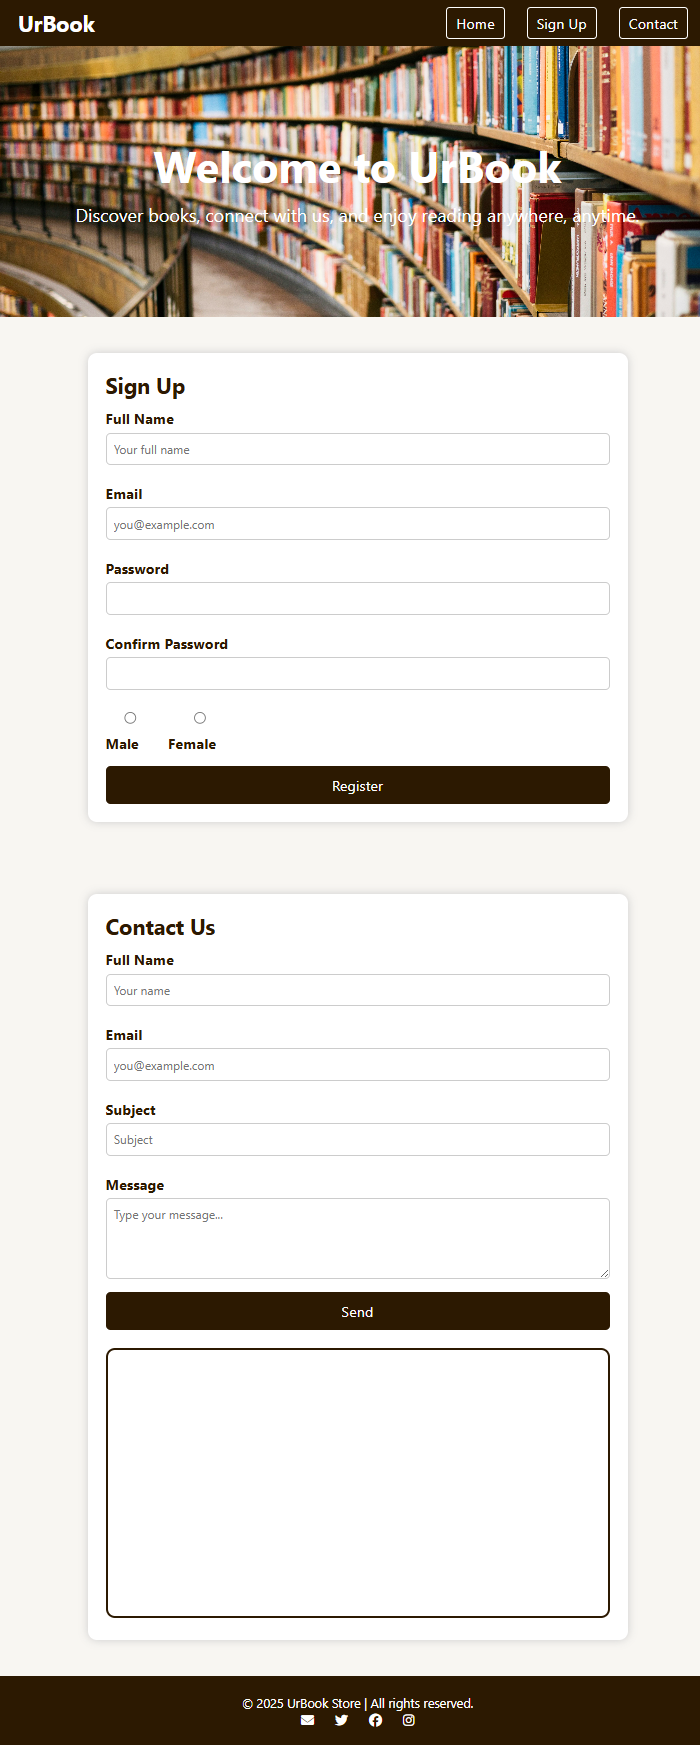 UrBook
Home
Sign Up
Contact
Welcome to UrBook
Discover books, connect with us, and enjoy reading anywhere, anytime.
Sign Up
Full Name
Your full name
Email
you@example.com
Password
Confirm Password
Male Female
Register
Contact Us
Full Name
Your name
Email
you@example.com
Subject
Subject
Message
Type your message...
Send
© 2025 UrBook Store | All rights reserved.